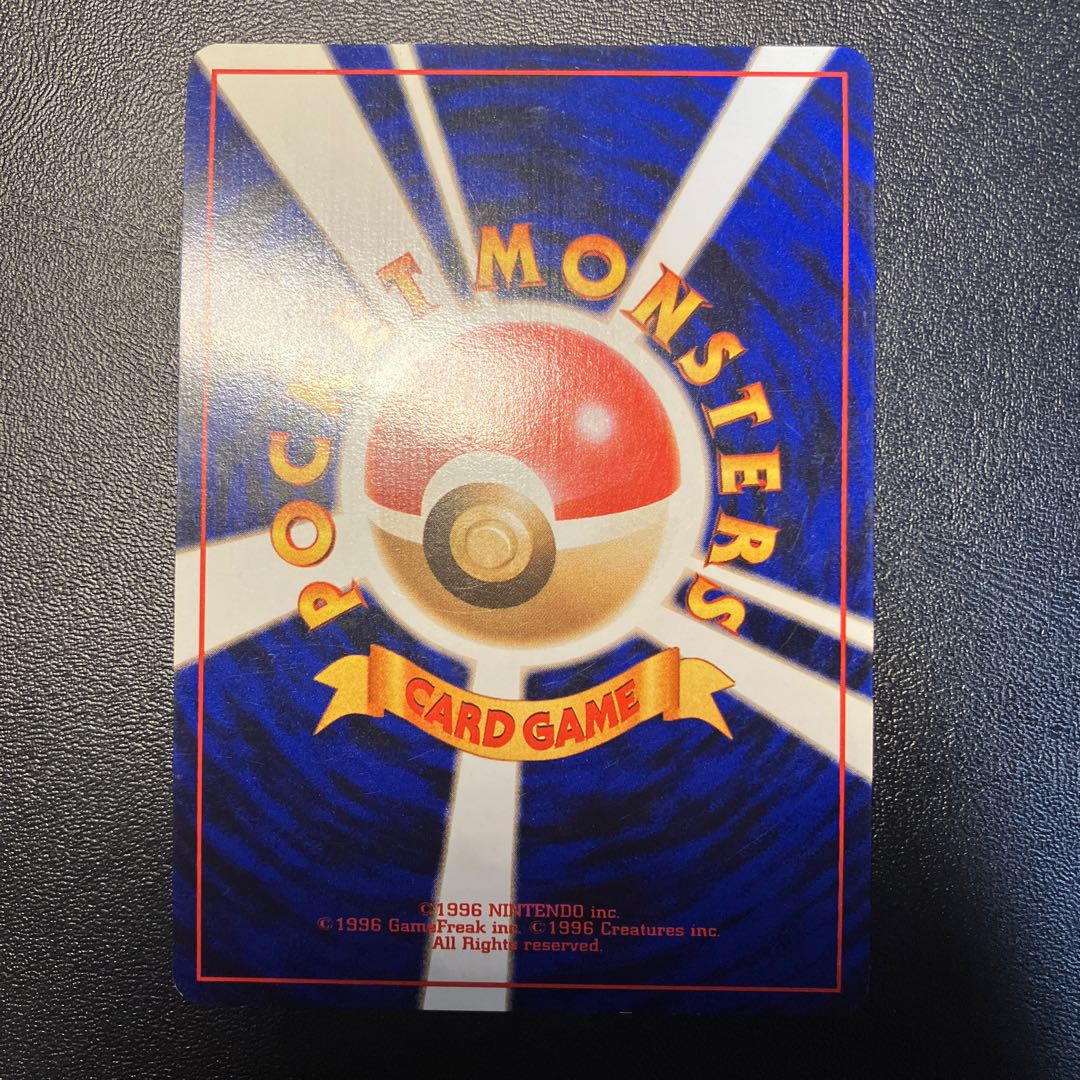 POCKET MONSTERS
CARD GAME
©1996 NINTENDO inc.
©1996 GameFreak inc. ©1996 Creatures inc.
All Rights reserved.